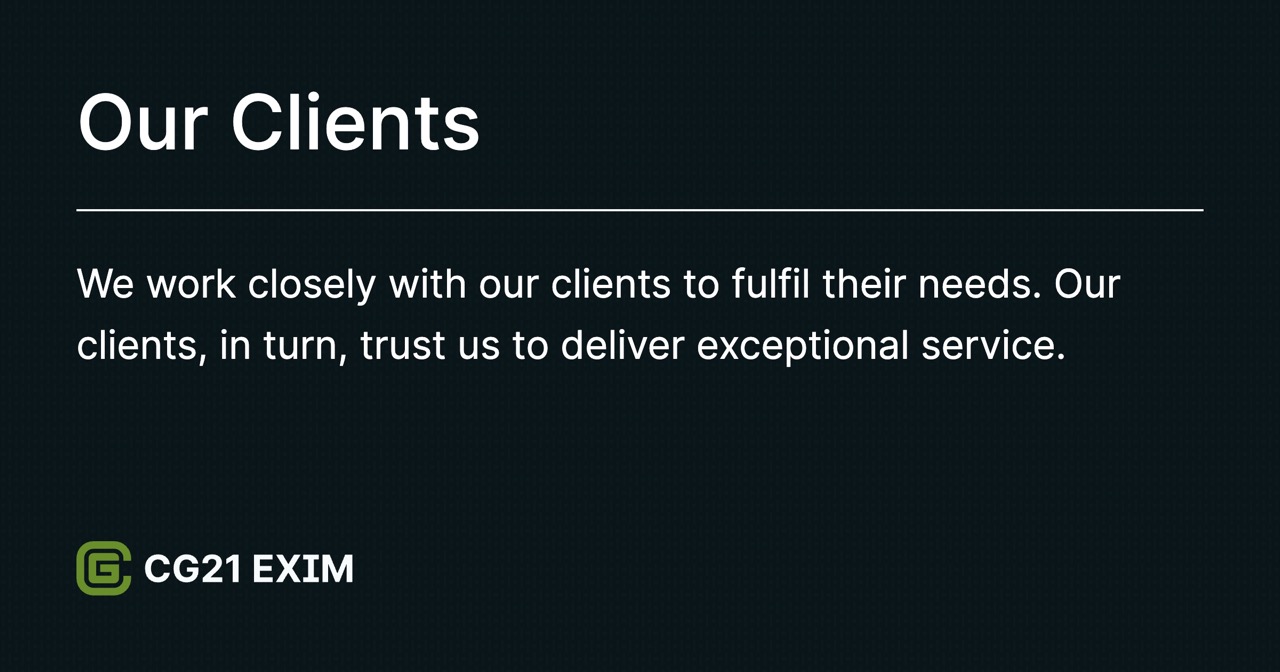 Our Clients
We work closely with our clients to fulfil their needs. Our
clients, in turn, trust us to deliver exceptional service.
CG21 EXIM